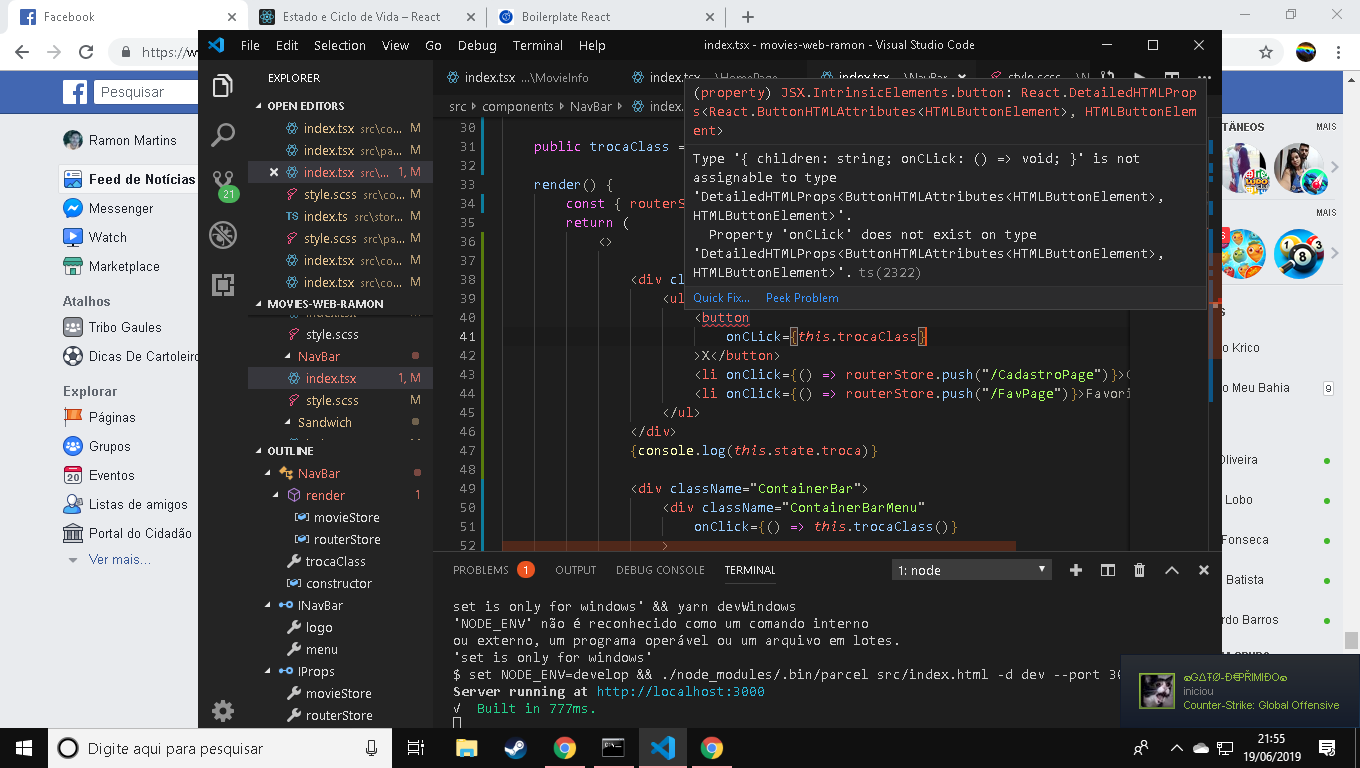 Facebook
Estado e Ciclo de Vida – React
Boilerplate React
https://w
File Edit Selection View Go Debug Terminal Help
index.tsx - movies-web-ramon - Visual Studio Code
Pesquisar
Ramon Martins
Feed de Notícias
Messenger
Watch
Marketplace
Atalhos
Tribo Gaules
Dicas De Cartoleiro
Explorar
Páginas
Grupos
Eventos
Listas de amigos
Portal do Cidadão
Ver mais...
EXPLORER
OPEN EDITORS
index.tsx src\co... M
index.tsx src\pa... M
index.tsx src\... 1, M
style.scss src\co... M
TS index.ts src\stor... M
style.scss src\pa... M
index.tsx src\co... M
index.tsx src\co... M
21
MOVIES-WEB-RAMON
style.scss
NavBar
index.tsx 1, M
style.scss M
Sandwich
OUTLINE
NavBar
render 1
movieStore
routerStore
trocaClass
constructor
INavBar
logo
menu
IProps
movieStore
routerStore
index.tsx ...\MovieInfo
index.tsx ...\HomePage
index.tsx ...\NavBar
style.scss
src › components › NavBar › index.
(property) JSX.IntrinsicElements.button: React.DetailedHTMLProp
s<React.ButtonHTMLAttributes<HTMLButtonElement>, HTMLButtonElem
ent>
Type '{ children: string; onCLick: () => void; }' is not
assignable to type
'DetailedHTMLProps<ButtonHTMLAttributes<HTMLButtonElement>,
HTMLButtonElement>'.
Property 'onCLick' does not exist on type
'DetailedHTMLProps<ButtonHTMLAttributes<HTMLButtonElement>,
HTMLButtonElement>'. ts(2322)
Quick Fix... Peek Problem
30
31 public trocaClass =
32
33 render() {
34 const { routerS
35 return (
36 <>
37
38 <div cl
39 <ul
40 <button
41 onCLick={this.trocaClass}
42 >X</button>
43 <li onClick={() => routerStore.push("/CadastroPage")}>C
44 <li onClick={() => routerStore.push("/FavPage")}>Favori
45 </ul>
46 </div>
47 {console.log(this.state.troca)}
48
49 <div className="ContainerBar">
50 <div className="ContainerBarMenu"
51 onClick={() => this.trocaClass()}
52 >
PROBLEMS 1 OUTPUT DEBUG CONSOLE TERMINAL 1: node
set is only for windows' && yarn devWindows
'NODE_ENV' não é reconhecido como um comando interno
ou externo, um programa operável ou um arquivo em lotes.
'set is only for windows'
$ set NODE_ENV=develop && ./node_modules/.bin/parcel src/index.html -d dev --port 30
Server running at http://localhost:3000
√ Built in 777ms.
TÂNEOS MAIS
MAIS
o Krico
o Meu Bahia 9
Oliveira
Lobo
Fonseca
Batista
rdo Barros
iniciou
Counter-Strike: Global Offensive
Digite aqui para pesquisar
21:55
19/06/2019